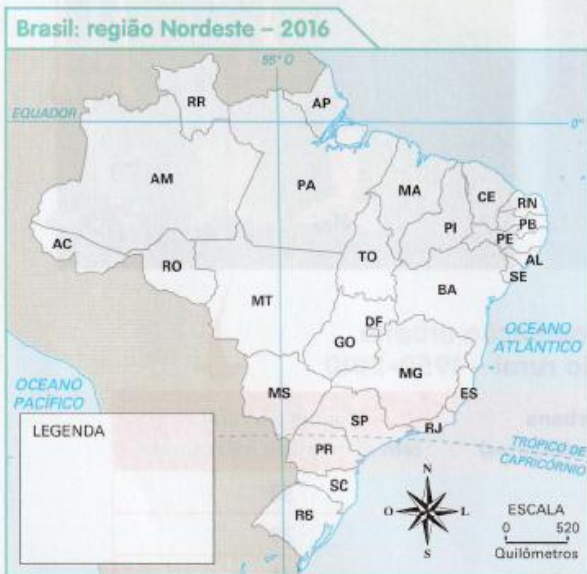 Brasil: região Nordeste – 2016
55° O
RR
AP
EQUADOR
0°
AM
PA
MA
CE
RN
PB
PI
PE
AC
TO
AL
RO
SE
BA
MT
DF
GO
OCEANO
ATLÂNTICO
MG
OCEANO
PACÍFICO
MS
ES
SP
LEGENDA
RJ
TRÓPICO DE
CAPRICÓRNIO
PR
N
SC
O
L
ESCALA
0 520
RS
S
Quilômetros